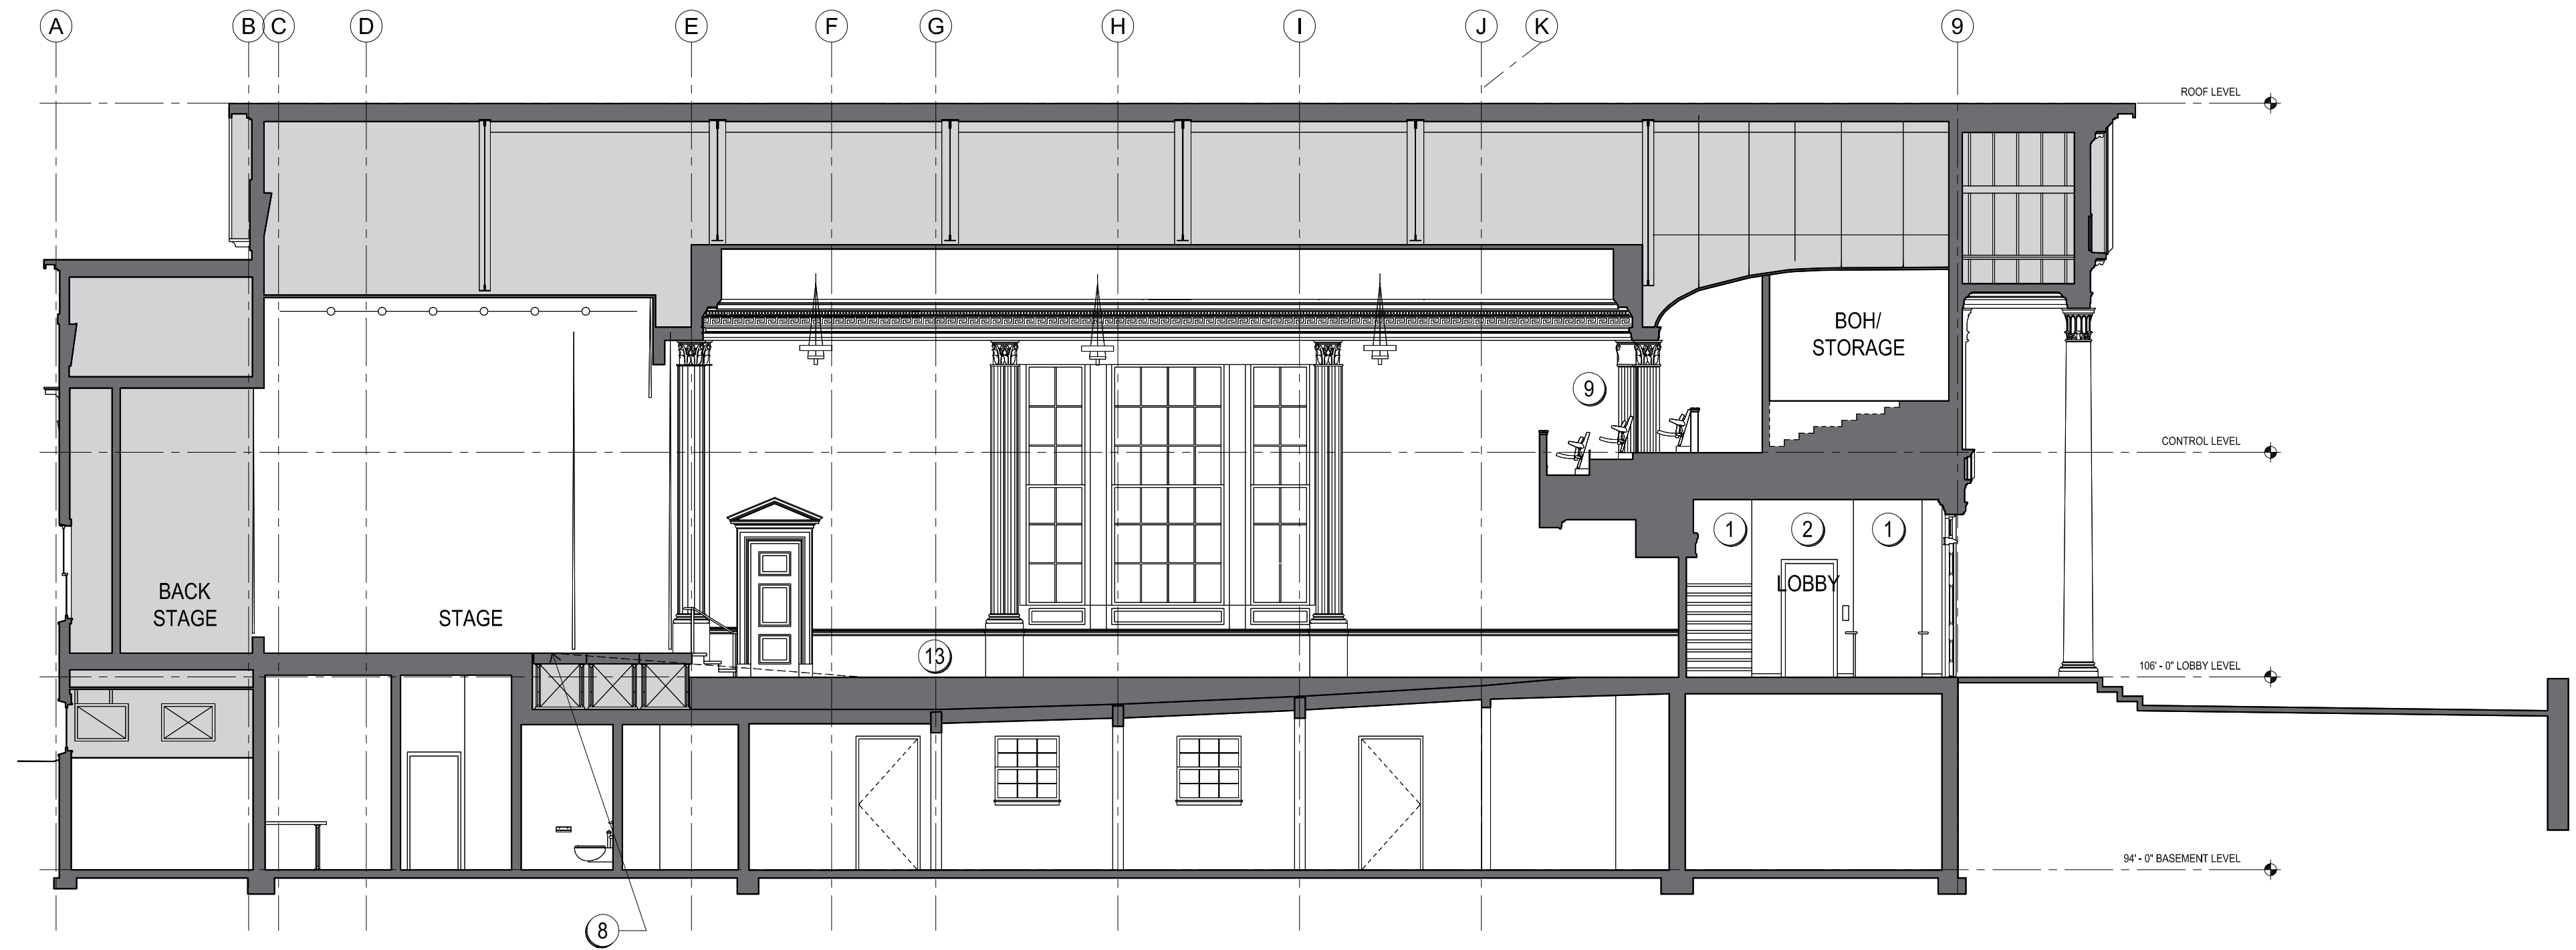 A B C D E F G H I J K 9
ROOF LEVEL
BOH/
STORAGE
9
CONTROL LEVEL
1 2 1
LOBBY
BACK
STAGE
STAGE
13
106' - 0" LOBBY LEVEL
94' - 0" BASEMENT LEVEL
8